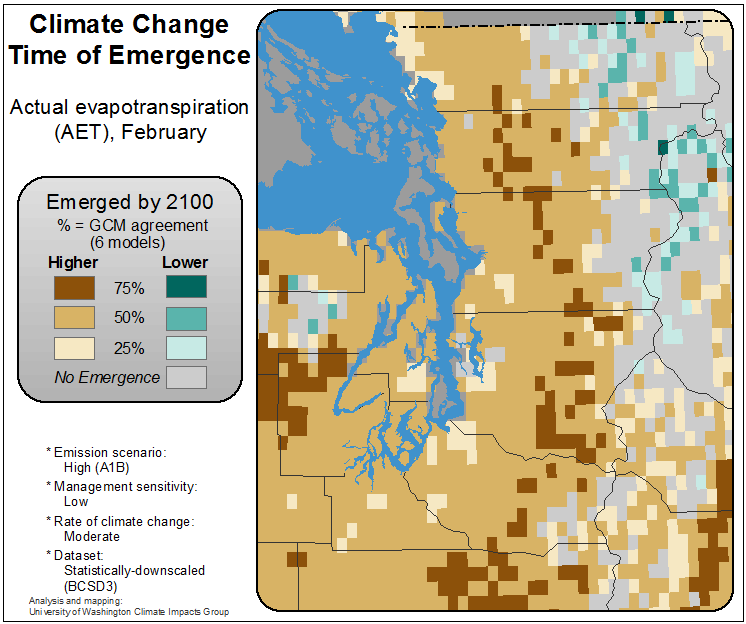 Climate Change
Time of Emergence
Actual evapotranspiration
(AET), February
Emerged by 2100
% = GCM agreement
(6 models)
Higher Lower
75%
50%
25%
No Emergence
* Emission scenario:
High (A1B)
* Management sensitivity:
Low
* Rate of climate change:
Moderate
* Dataset:
Statistically-downscaled
(BCSD3)
Analysis and mapping:
University of Washington Climate Impacts Group